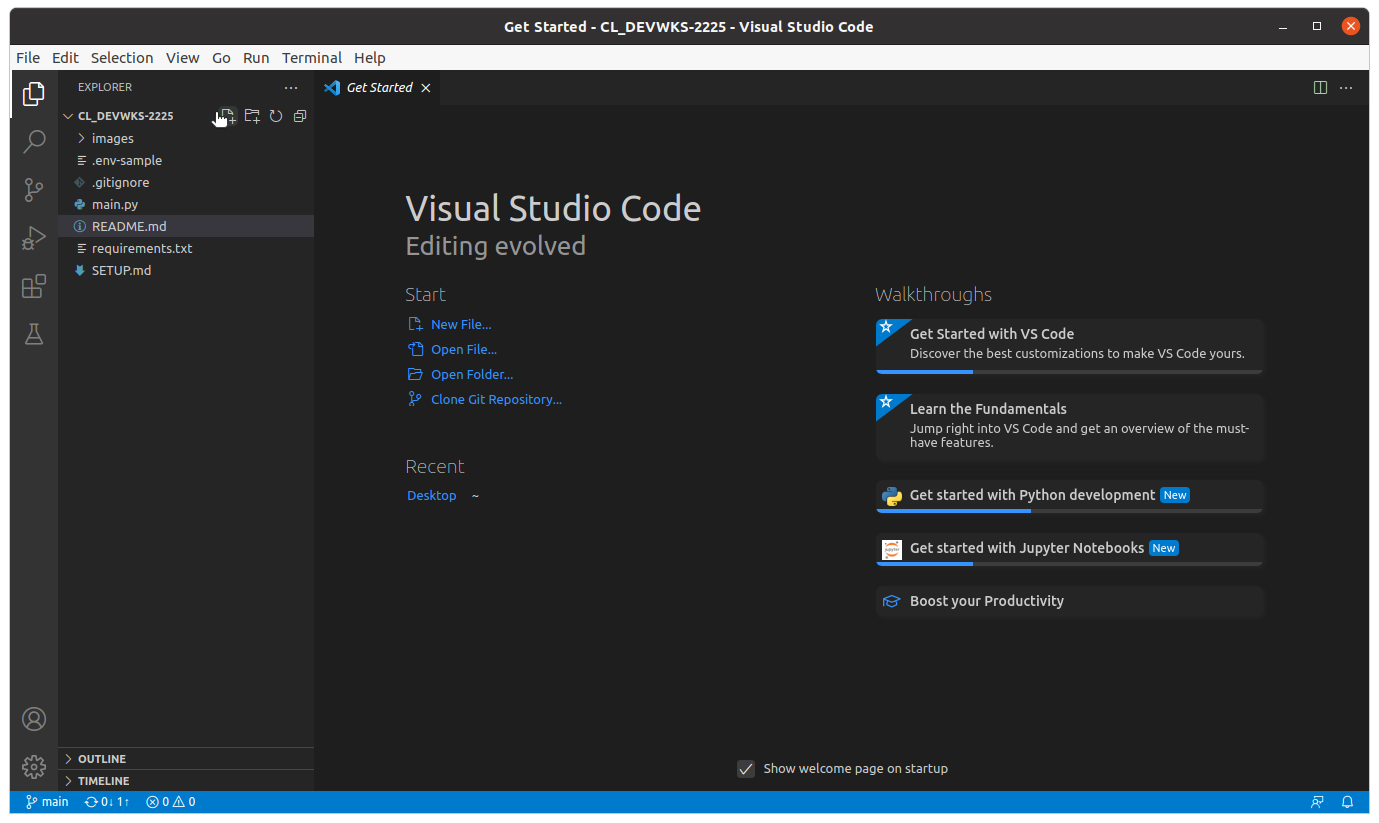 Get Started - CL_DEVWKS-2225 - Visual Studio Code
File Edit Selection View Go Run Terminal Help
EXPLORER
Get Started
CL_DEVWKS-2225
images
.env-sample
.gitignore
main.py
README.md
requirements.txt
SETUP.md
OUTLINE
TIMELINE
Visual Studio Code
Editing evolved
Start
New File...
Open File...
Open Folder...
Clone Git Repository...
Recent
Desktop ~
Walkthroughs
Get Started with VS Code
Discover the best customizations to make VS Code yours.
Learn the Fundamentals
Jump right into VS Code and get an overview of the must-
have features.
Get started with Python development New
Get started with Jupyter Notebooks New
Boost your Productivity
Show welcome page on startup
main 0↓ 1↑ 0 0